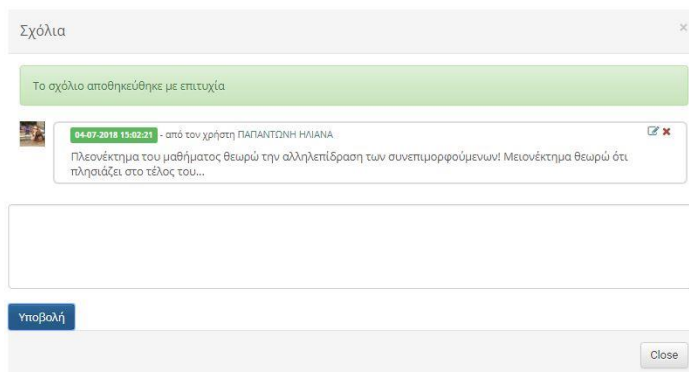 Σχόλια
×
Το σχόλιο αποθηκεύθηκε με επιτυχία
04-07-2018 15:02:21 - από τον χρήστη ΠΑΠΑΝΤΩΝΗ ΗΛΙΑΝΑ
Πλεονέκτημα του μαθήματος θεωρώ την αλληλεπίδραση των συνεπιμορφούμενων! Μειονέκτημα θεωρώ ότι
πλησιάζει στο τέλος του...
Υποβολή
Close